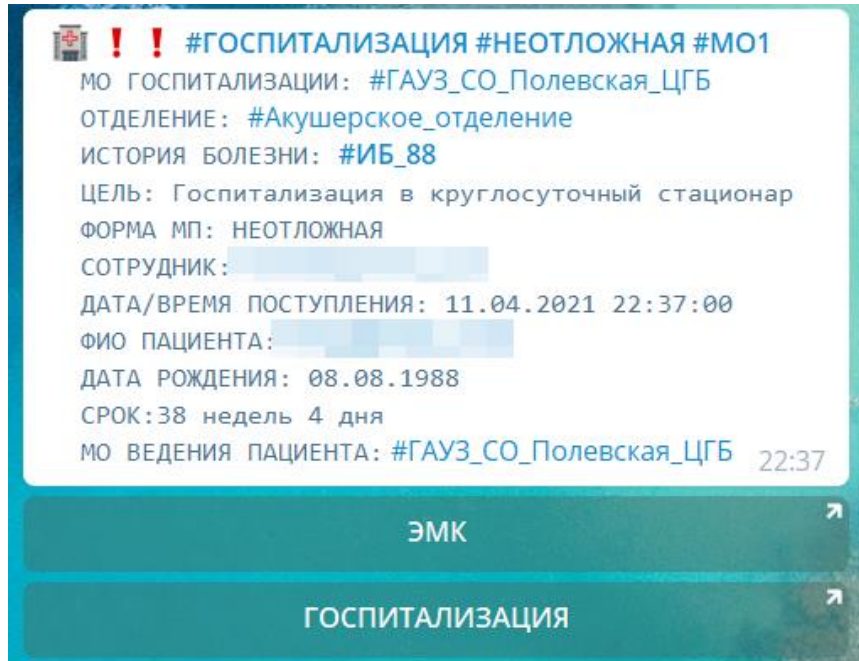 🏥❗❗ #ГОСПИТАЛИЗАЦИЯ #НЕОТЛОЖНАЯ #МО1
МО ГОСПИТАЛИЗАЦИИ: #ГАУЗ_СО_Полевская_ЦГБ
ОТДЕЛЕНИЕ: #Акушерское_отделение
ИСТОРИЯ БОЛЕЗНИ: #ИБ_88
ЦЕЛЬ: Госпитализация в круглосуточный стационар
ФОРМА МП: НЕОТЛОЖНАЯ
СОТРУДНИК:
ДАТА/ВРЕМЯ ПОСТУПЛЕНИЯ: 11.04.2021 22:37:00
ФИО ПАЦИЕНТА:
ДАТА РОЖДЕНИЯ: 08.08.1988
СРОК:38 недель 4 дня
МО ВЕДЕНИЯ ПАЦИЕНТА: #ГАУЗ_СО_Полевская_ЦГБ 22:37
ЭМК
ГОСПИТАЛИЗАЦИЯ